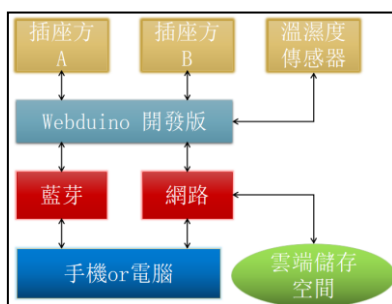 插座方
A
插座方
B
溫濕度
傳感器
Webduino 開發版
藍芽
網路
手機or電腦
雲端儲存
空間